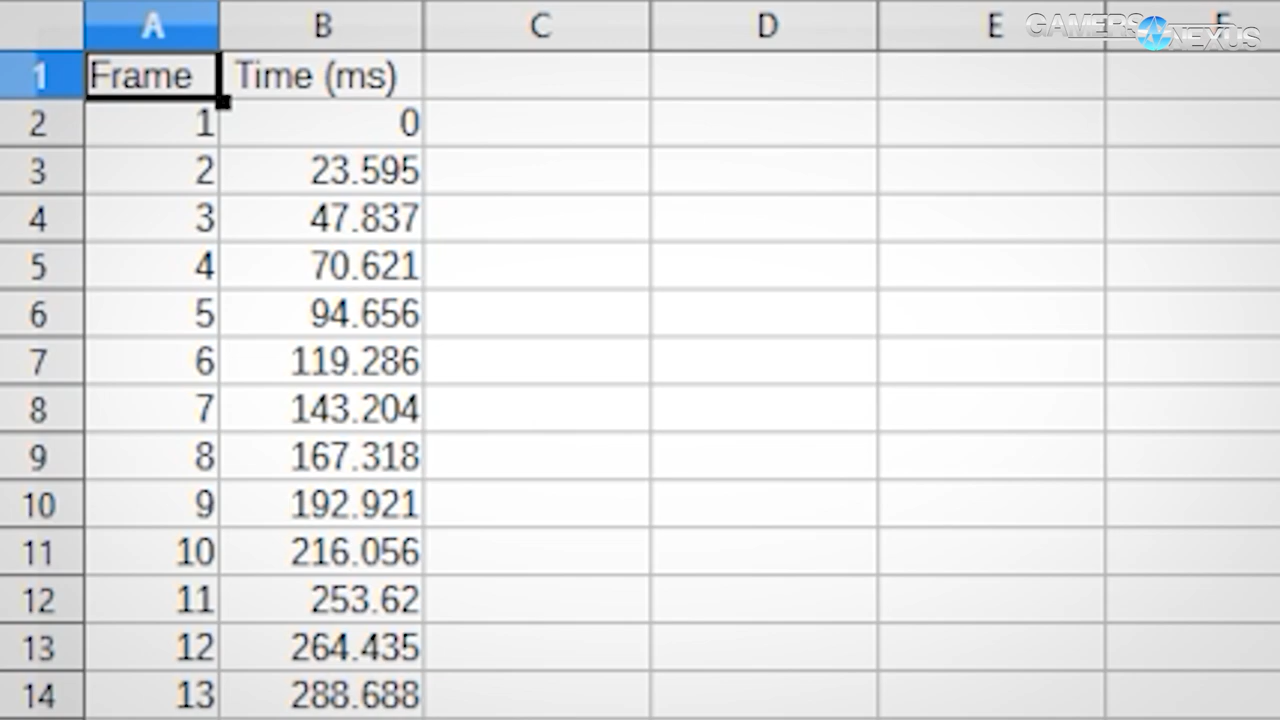 A B C D E F
GAMERS NEXUS
1 Frame Time (ms)
2 1 0
3 2 23.595
4 3 47.837
5 4 70.621
6 5 94.656
7 6 119.286
8 7 143.204
9 8 167.318
10 9 192.921
11 10 216.056
12 11 253.62
13 12 264.435
14 13 288.688